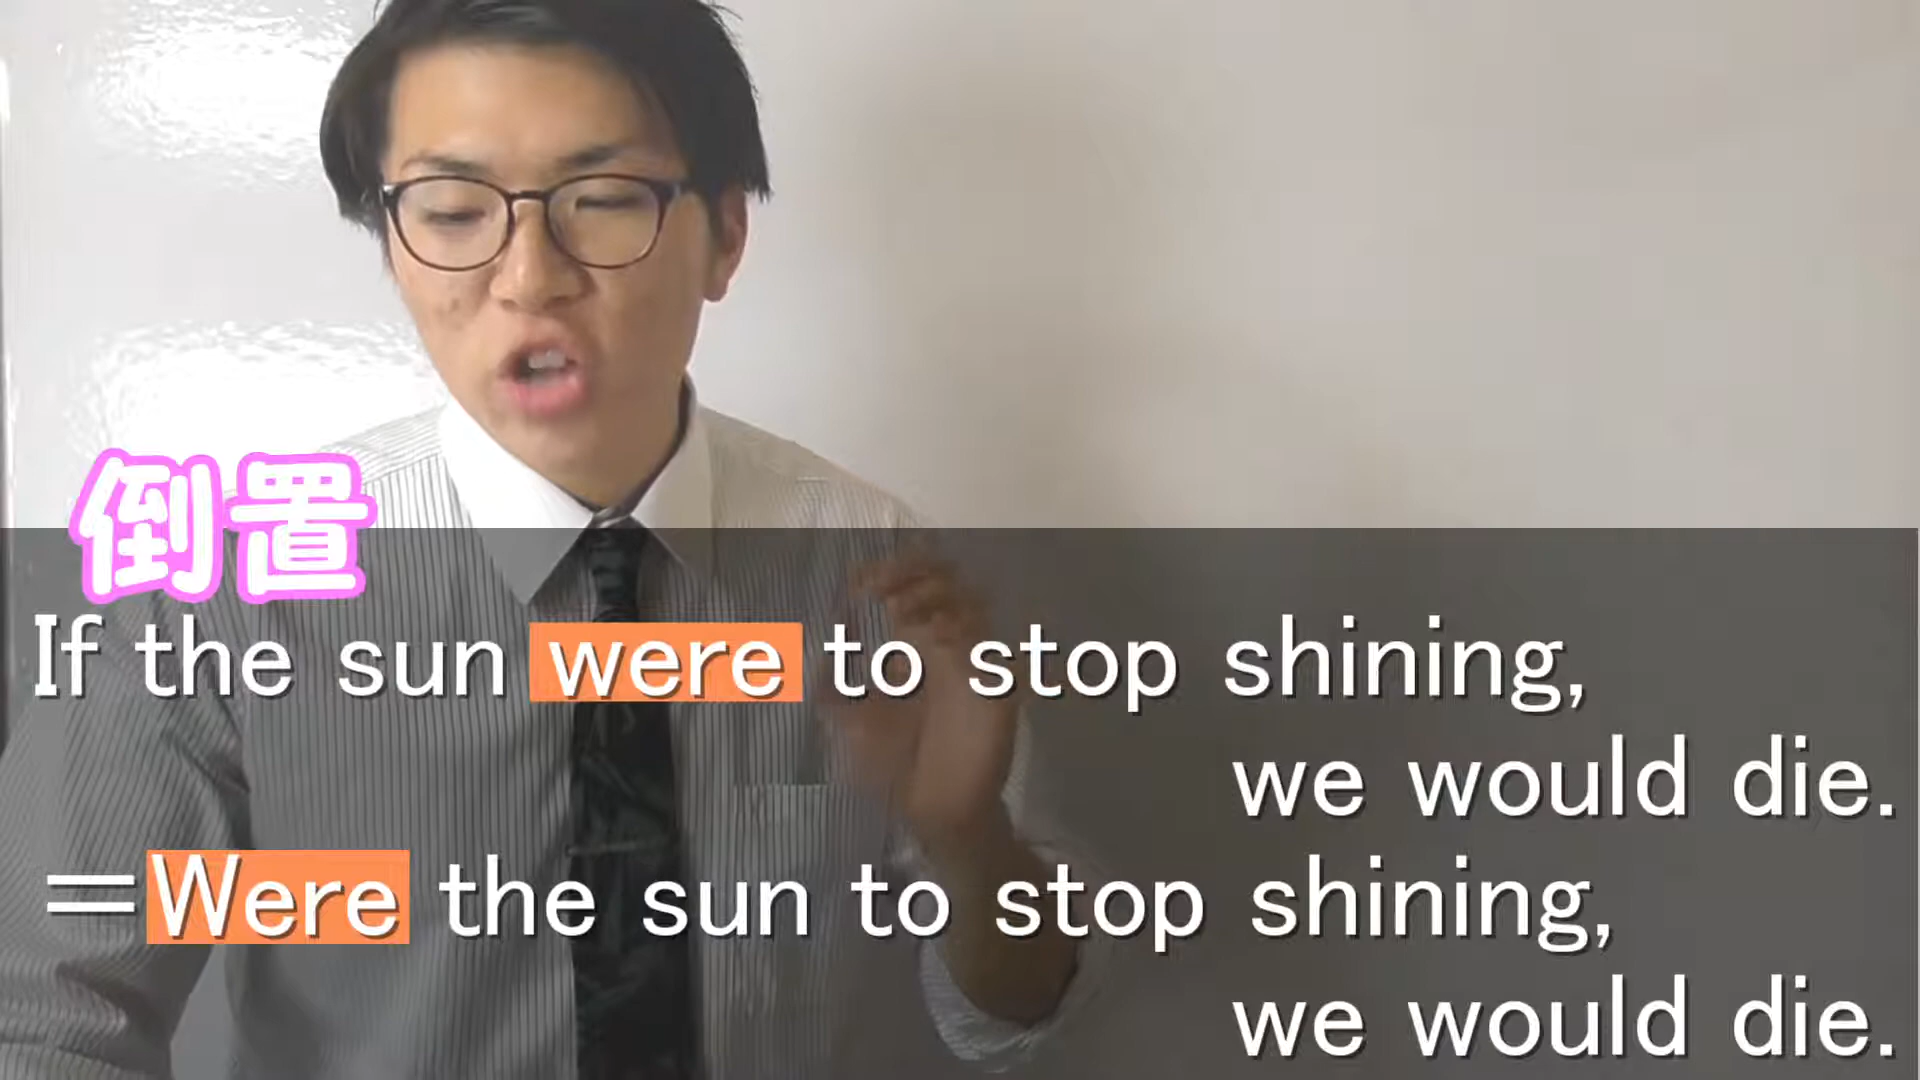 倒置
If the sun were to stop shining,
we would die.
=Were the sun to stop shining,
we would die.